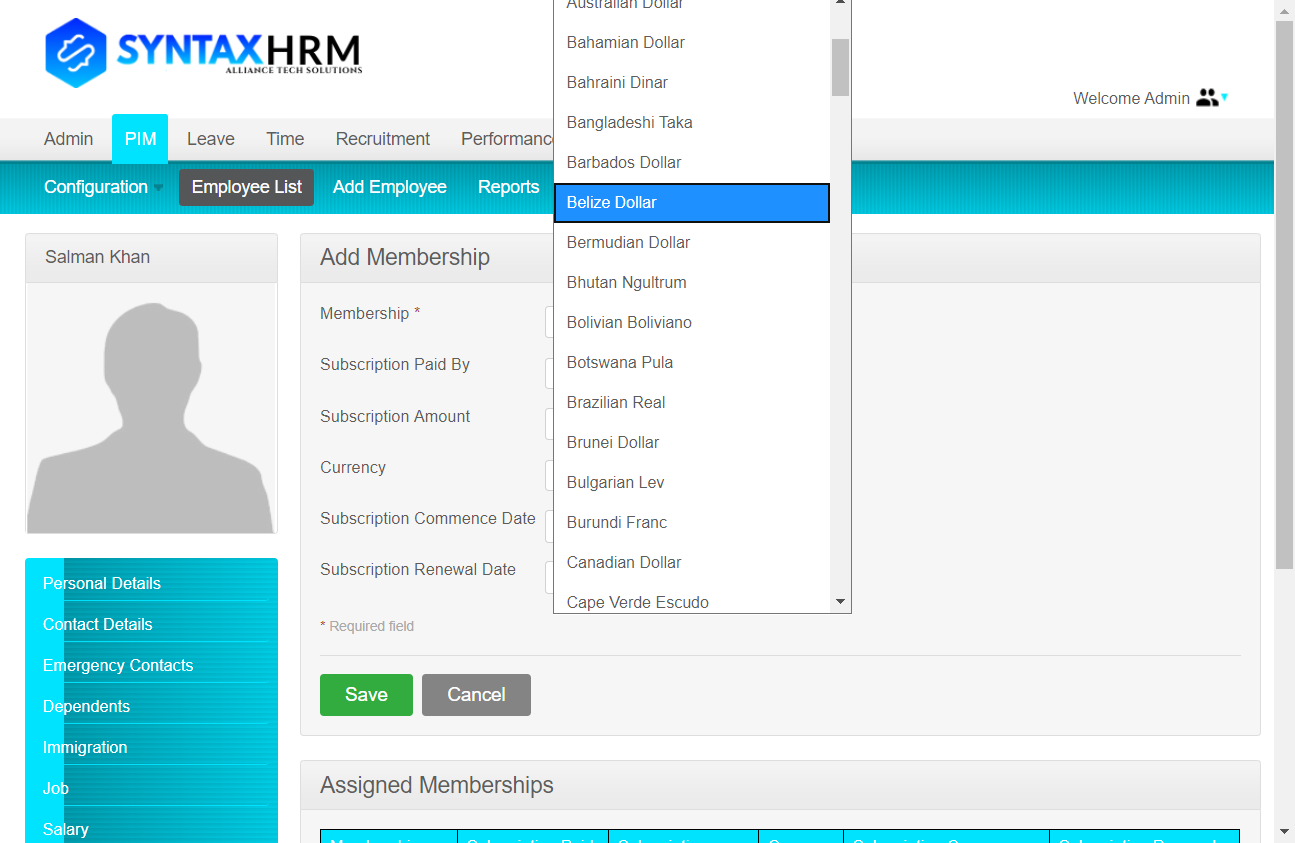 SYNTAXHRM
ALLIANCE TECH SOLUTIONS
Welcome Admin
Admin PIM Leave Time Recruitment Performance
Configuration Employee List Add Employee Reports
Australian Dollar
Bahamian Dollar
Bahraini Dinar
Bangladeshi Taka
Barbados Dollar
Belize Dollar
Bermudian Dollar
Bhutan Ngultrum
Bolivian Boliviano
Botswana Pula
Brazilian Real
Brunei Dollar
Bulgarian Lev
Burundi Franc
Canadian Dollar
Cape Verde Escudo
Salman Khan
Personal Details
Contact Details
Emergency Contacts
Dependents
Immigration
Job
Salary
Add Membership
Membership *
Subscription Paid By
Subscription Amount
Currency
Subscription Commence Date
Subscription Renewal Date
* Required field
Save Cancel
Assigned Memberships